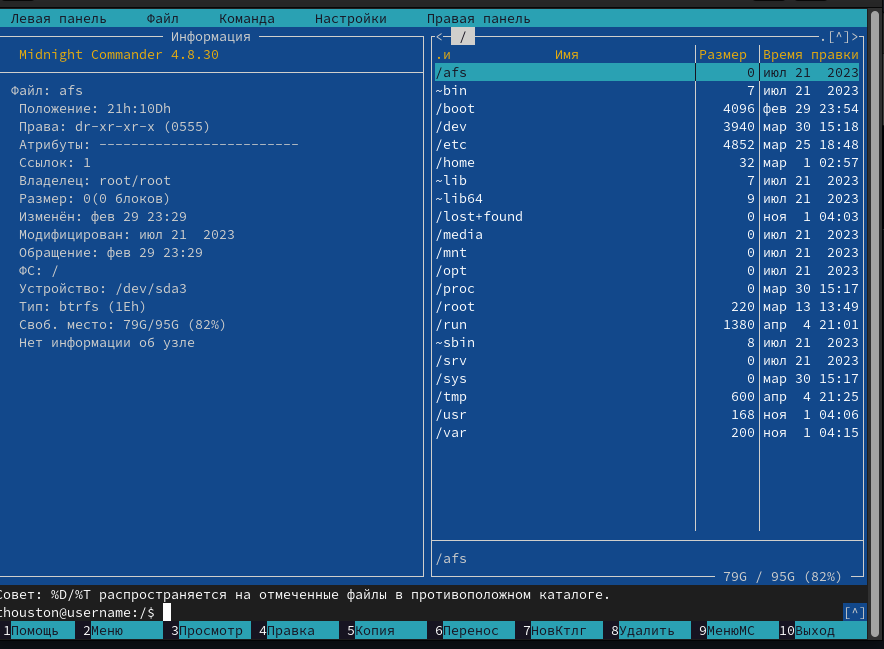 Левая панель Файл Команда Настройки Правая панель
Информация
Midnight Commander 4.8.30
Файл: afs
Положение: 21h:10Dh
Права: dr-xr-xr-x (0555)
Атрибуты: -------------------------
Ссылок: 1
Владелец: root/root
Размер: 0(0 блоков)
Изменён: фев 29 23:29
Модифицирован: июл 21  2023
Обращение: фев 29 23:29
ФС: /
Устройство: /dev/sda3
Тип: btrfs (1Eh)
Своб. место: 79G/95G (82%)
Нет информации об узле
<- / .[^]>
.и Имя Размер Время правки
/afs 0 июл 21  2023
~bin 7 июл 21  2023
/boot 4096 фев 29 23:54
/dev 3940 мар 30 15:18
/etc 4852 мар 25 18:48
/home 32 мар  1 02:57
~lib 7 июл 21  2023
~lib64 9 июл 21  2023
/lost+found 0 ноя  1 04:03
/media 0 июл 21  2023
/mnt 0 июл 21  2023
/opt 0 июл 21  2023
/proc 0 мар 30 15:17
/root 220 мар 13 13:49
/run 1380 апр  4 21:01
~sbin 8 июл 21  2023
/srv 0 июл 21  2023
/sys 0 мар 30 15:17
/tmp 600 апр  4 21:25
/usr 168 ноя  1 04:06
/var 200 ноя  1 04:15
/afs
79G / 95G (82%)
Совет: %D/%T распространяется на отмеченные файлы в противоположном каталоге.
thouston@username:/$ [^]
1Помощь 2Меню 3Просмотр 4Правка 5Копия 6Перенос 7НовКтлг 8Удалить 9МенюМС 10Выход